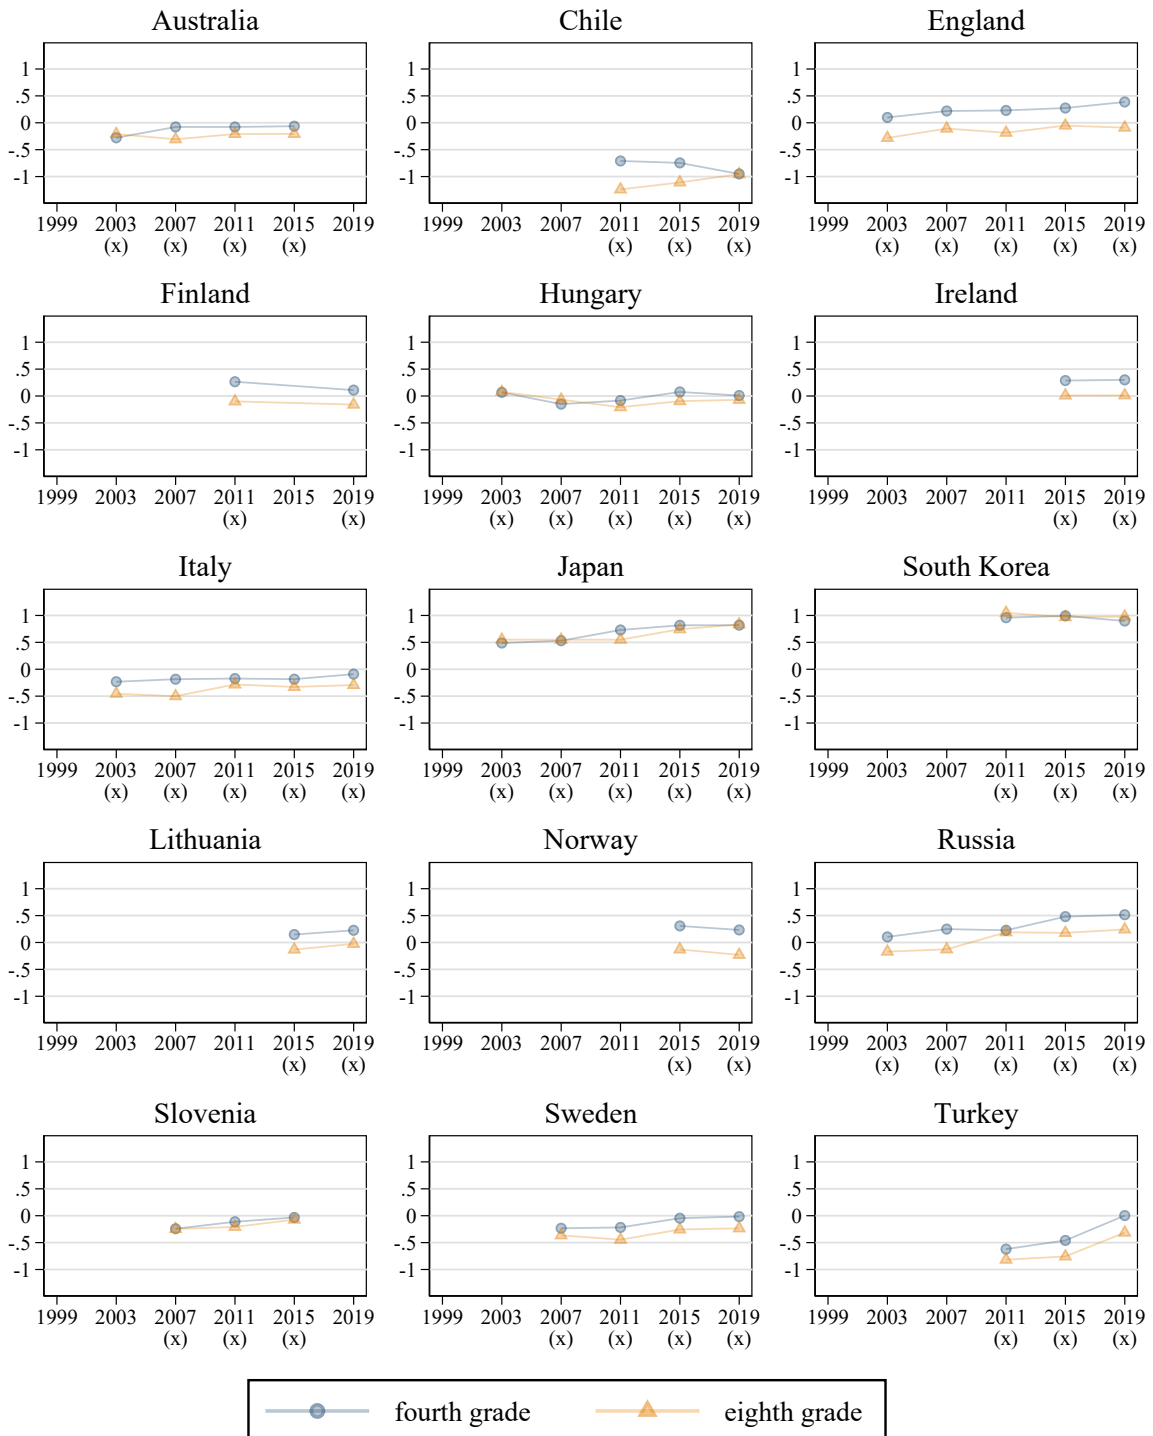 Australia Chile England
1 1 1
.5 .5 .5
0 0 0
-.5 -.5 -.5
-1 -1 -1
1999 2003 2007 2011 2015 2019 1999 2003 2007 2011 2015 2019 1999 2003 2007 2011 2015 2019
(x) (x) (x) (x) (x) (x) (x) (x) (x) (x) (x) (x)
Finland Hungary Ireland
1 1 1
.5 .5 .5
0 0 0
-.5 -.5 -.5
-1 -1 -1
1999 2003 2007 2011 2015 2019 1999 2003 2007 2011 2015 2019 1999 2003 2007 2011 2015 2019
(x) (x) (x) (x) (x) (x) (x) (x) (x)
Italy Japan South Korea
1 1 1
.5 .5 .5
0 0 0
-.5 -.5 -.5
-1 -1 -1
1999 2003 2007 2011 2015 2019 1999 2003 2007 2011 2015 2019 1999 2003 2007 2011 2015 2019
(x) (x) (x) (x) (x) (x) (x) (x) (x) (x) (x) (x) (x)
Lithuania Norway Russia
1 1 1
.5 .5 .5
0 0 0
-.5 -.5 -.5
-1 -1 -1
1999 2003 2007 2011 2015 2019 1999 2003 2007 2011 2015 2019 1999 2003 2007 2011 2015 2019
(x) (x) (x) (x) (x) (x) (x) (x) (x)
Slovenia Sweden Turkey
1 1 1
.5 .5 .5
0 0 0
-.5 -.5 -.5
-1 -1 -1
1999 2003 2007 2011 2015 2019 1999 2003 2007 2011 2015 2019 1999 2003 2007 2011 2015 2019
(x) (x) (x) (x) (x) (x) (x) (x) (x) (x)
fourth grade eighth grade